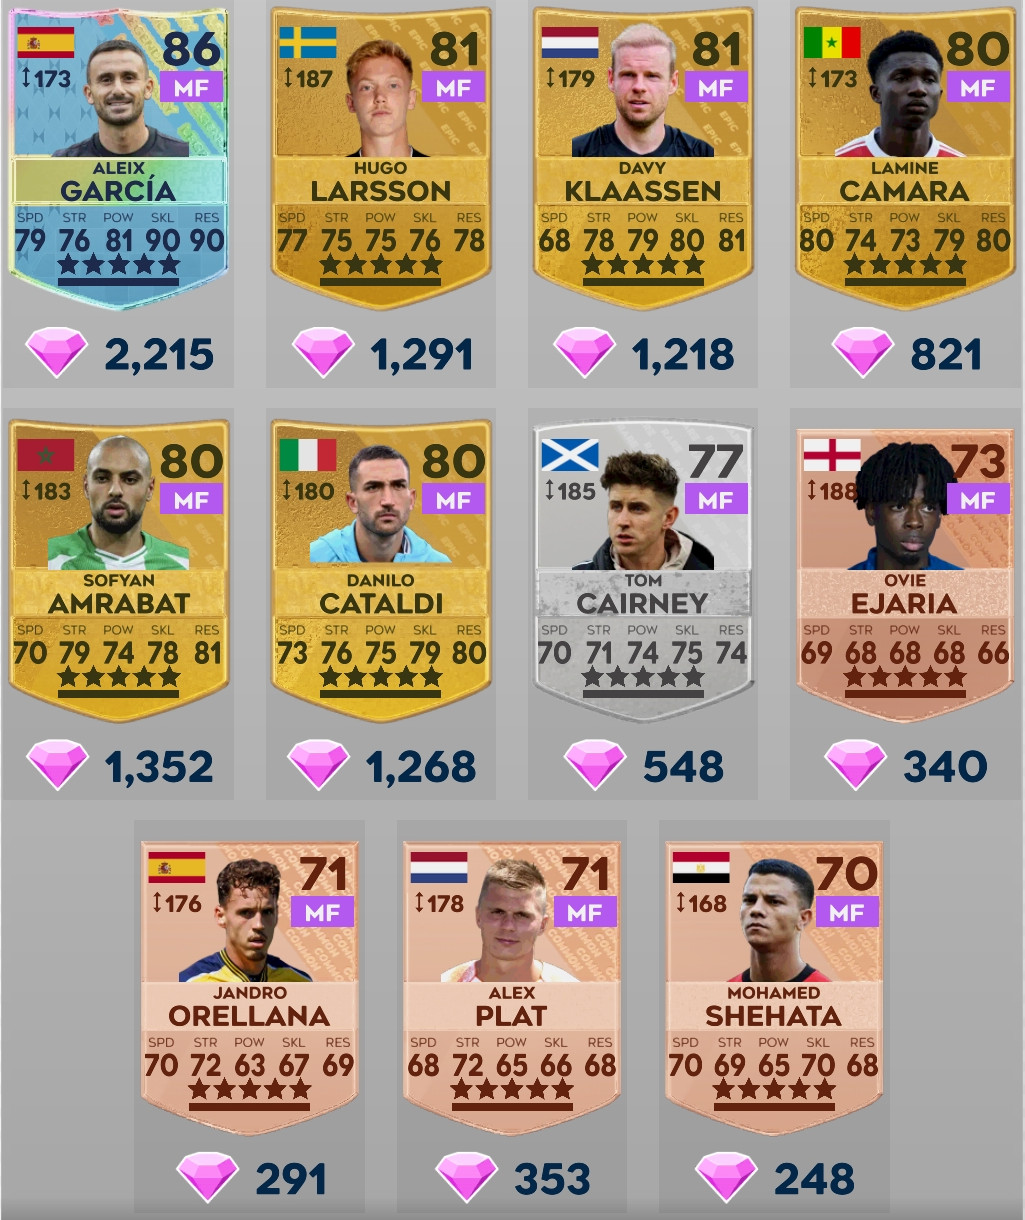 86
↕173
MF
ALEIX
GARCÍA
SPD STR POW SKL RES
79 76 81 90 90
2,215
81
↕187
MF
HUGO
LARSSON
SPD STR POW SKL RES
77 75 75 76 78
1,291
81
↕179
MF
DAVY
KLAASSEN
SPD STR POW SKL RES
68 78 79 80 81
1,218
80
↕173
MF
LAMINE
CAMARA
SPD STR POW SKL RES
80 74 73 79 80
821
80
↕183
MF
SOFYAN
AMRABAT
SPD STR POW SKL RES
70 79 74 78 81
1,352
80
↕180
MF
DANILO
CATALDI
SPD STR POW SKL RES
73 76 75 79 80
1,268
77
↕185
MF
TOM
CAIRNEY
SPD STR POW SKL RES
70 71 74 75 74
548
73
↕188
MF
OVIE
EJARIA
SPD STR POW SKL RES
69 68 68 68 66
340
71
↕176
MF
JANDRO
ORELLANA
SPD STR POW SKL RES
70 72 63 67 69
291
71
↕178
MF
ALEX
PLAT
SPD STR POW SKL RES
68 72 65 66 68
353
70
↕168
MF
MOHAMED
SHEHATA
SPD STR POW SKL RES
70 69 65 70 68
248